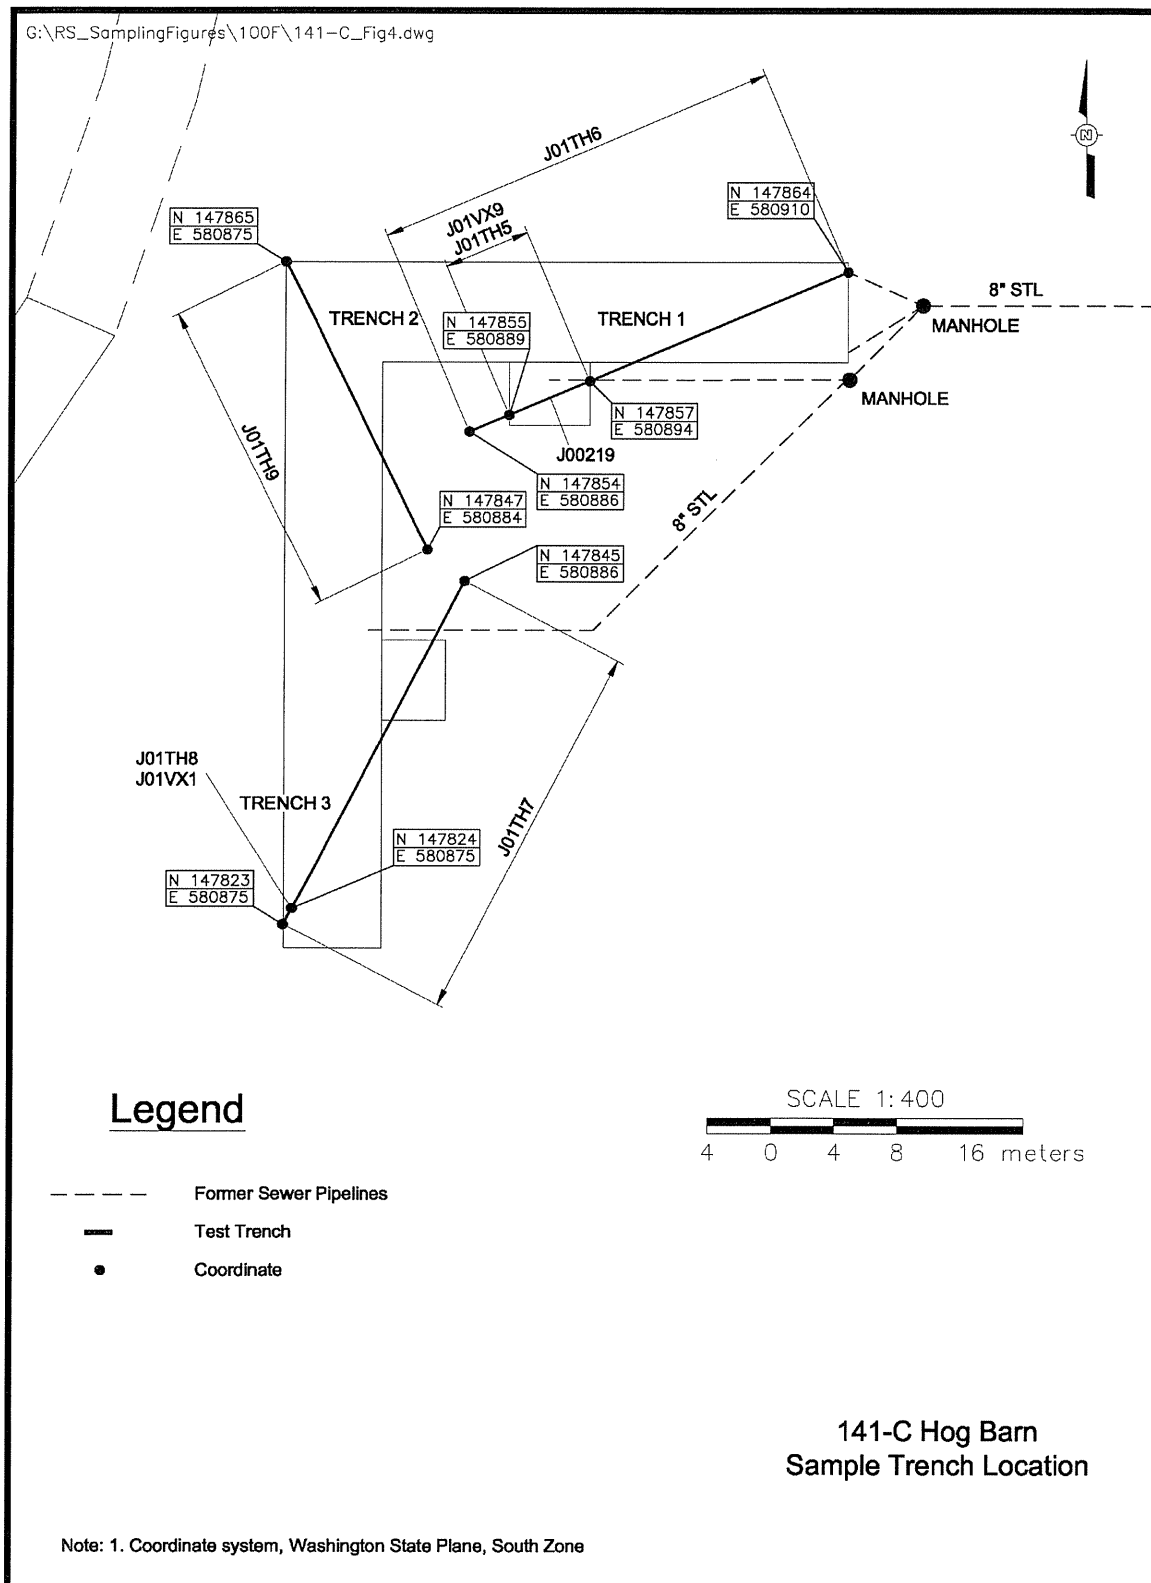 G:\RS_SamplingFigures\100F\141-C_Fig4.dwg
N
J01TH6
J01VX9
J01TH5
N 147864
E 580910
N 147865
E 580875
8" STL
MANHOLE
TRENCH 2
N 147855
E 580889
TRENCH 1
MANHOLE
N 147857
E 580894
J00219
J01TH9
N 147854
E 580886
N 147847
E 580884
8" STL
N 147845
E 580886
J01TH8
J01VX1
TRENCH 3
J01TH7
N 147824
E 580875
N 147823
E 580875
Legend
SCALE 1:400
4 0 4 8 16 meters
Former Sewer Pipelines
Test Trench
Coordinate
141-C Hog Barn
Sample Trench Location
Note: 1. Coordinate system, Washington State Plane, South Zone